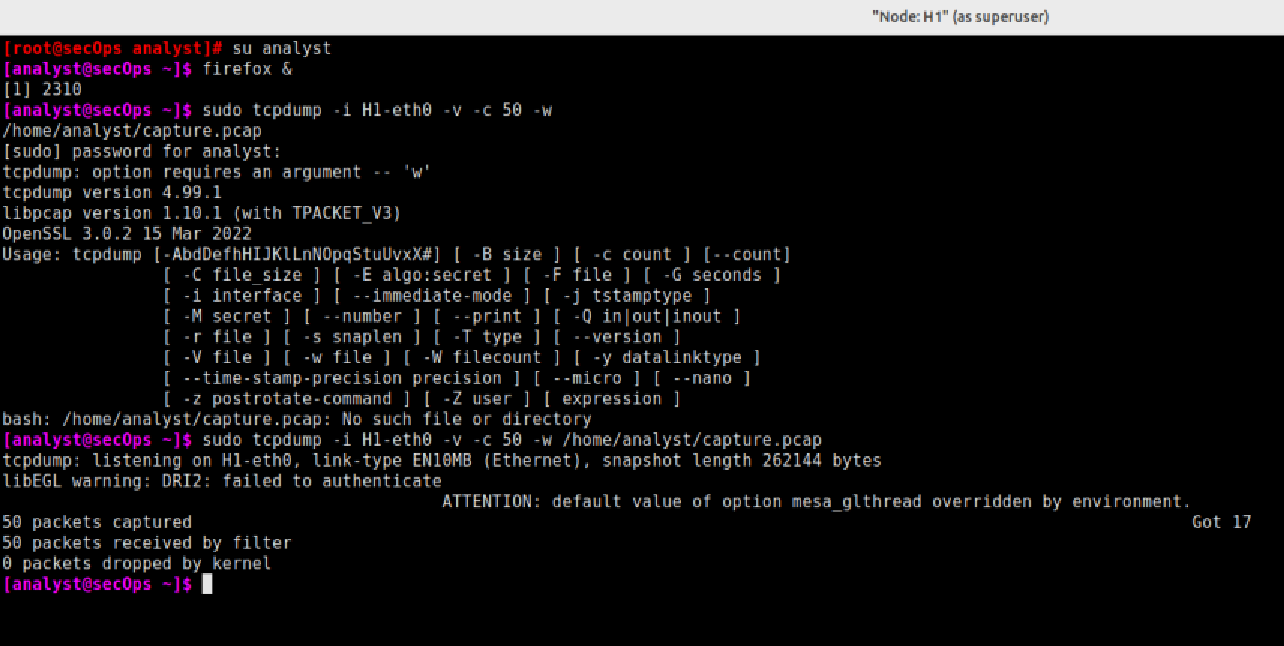 "Node: H1" (as superuser)
[root@secOps analyst]# su analyst
[analyst@secOps ~]$ firefox &
[1] 2310
[analyst@secOps ~]$ sudo tcpdump -i H1-eth0 -v -c 50 -w
/home/analyst/capture.pcap
[sudo] password for analyst:
tcpdump: option requires an argument -- 'w'
tcpdump version 4.99.1
libpcap version 1.10.1 (with TPACKET_V3)
OpenSSL 3.0.2 15 Mar 2022
Usage: tcpdump [-AbdDefhHIJKlLnNOpqStuUvxX#] [ -B size ] [ -c count ] [--count]
[ -C file_size ] [ -E algo:secret ] [ -F file ] [ -G seconds ]
[ -i interface ] [ --immediate-mode ] [ -j tstamptype ]
[ -M secret ] [ --number ] [ --print ] [ -Q in|out|inout ]
[ -r file ] [ -s snaplen ] [ -T type ] [ --version ]
[ -V file ] [ -w file ] [ -W filecount ] [ -y datalinktype ]
[ --time-stamp-precision precision ] [ --micro ] [ --nano ]
[ -z postrotate-command ] [ -Z user ] [ expression ]
bash: /home/analyst/capture.pcap: No such file or directory
[analyst@secOps ~]$ sudo tcpdump -i H1-eth0 -v -c 50 -w /home/analyst/capture.pcap
tcpdump: listening on H1-eth0, link-type EN10MB (Ethernet), snapshot length 262144 bytes
libEGL warning: DRI2: failed to authenticate
ATTENTION: default value of option mesa_glthread overridden by environment.
50 packets captured Got 17
50 packets received by filter
0 packets dropped by kernel
[analyst@secOps ~]$